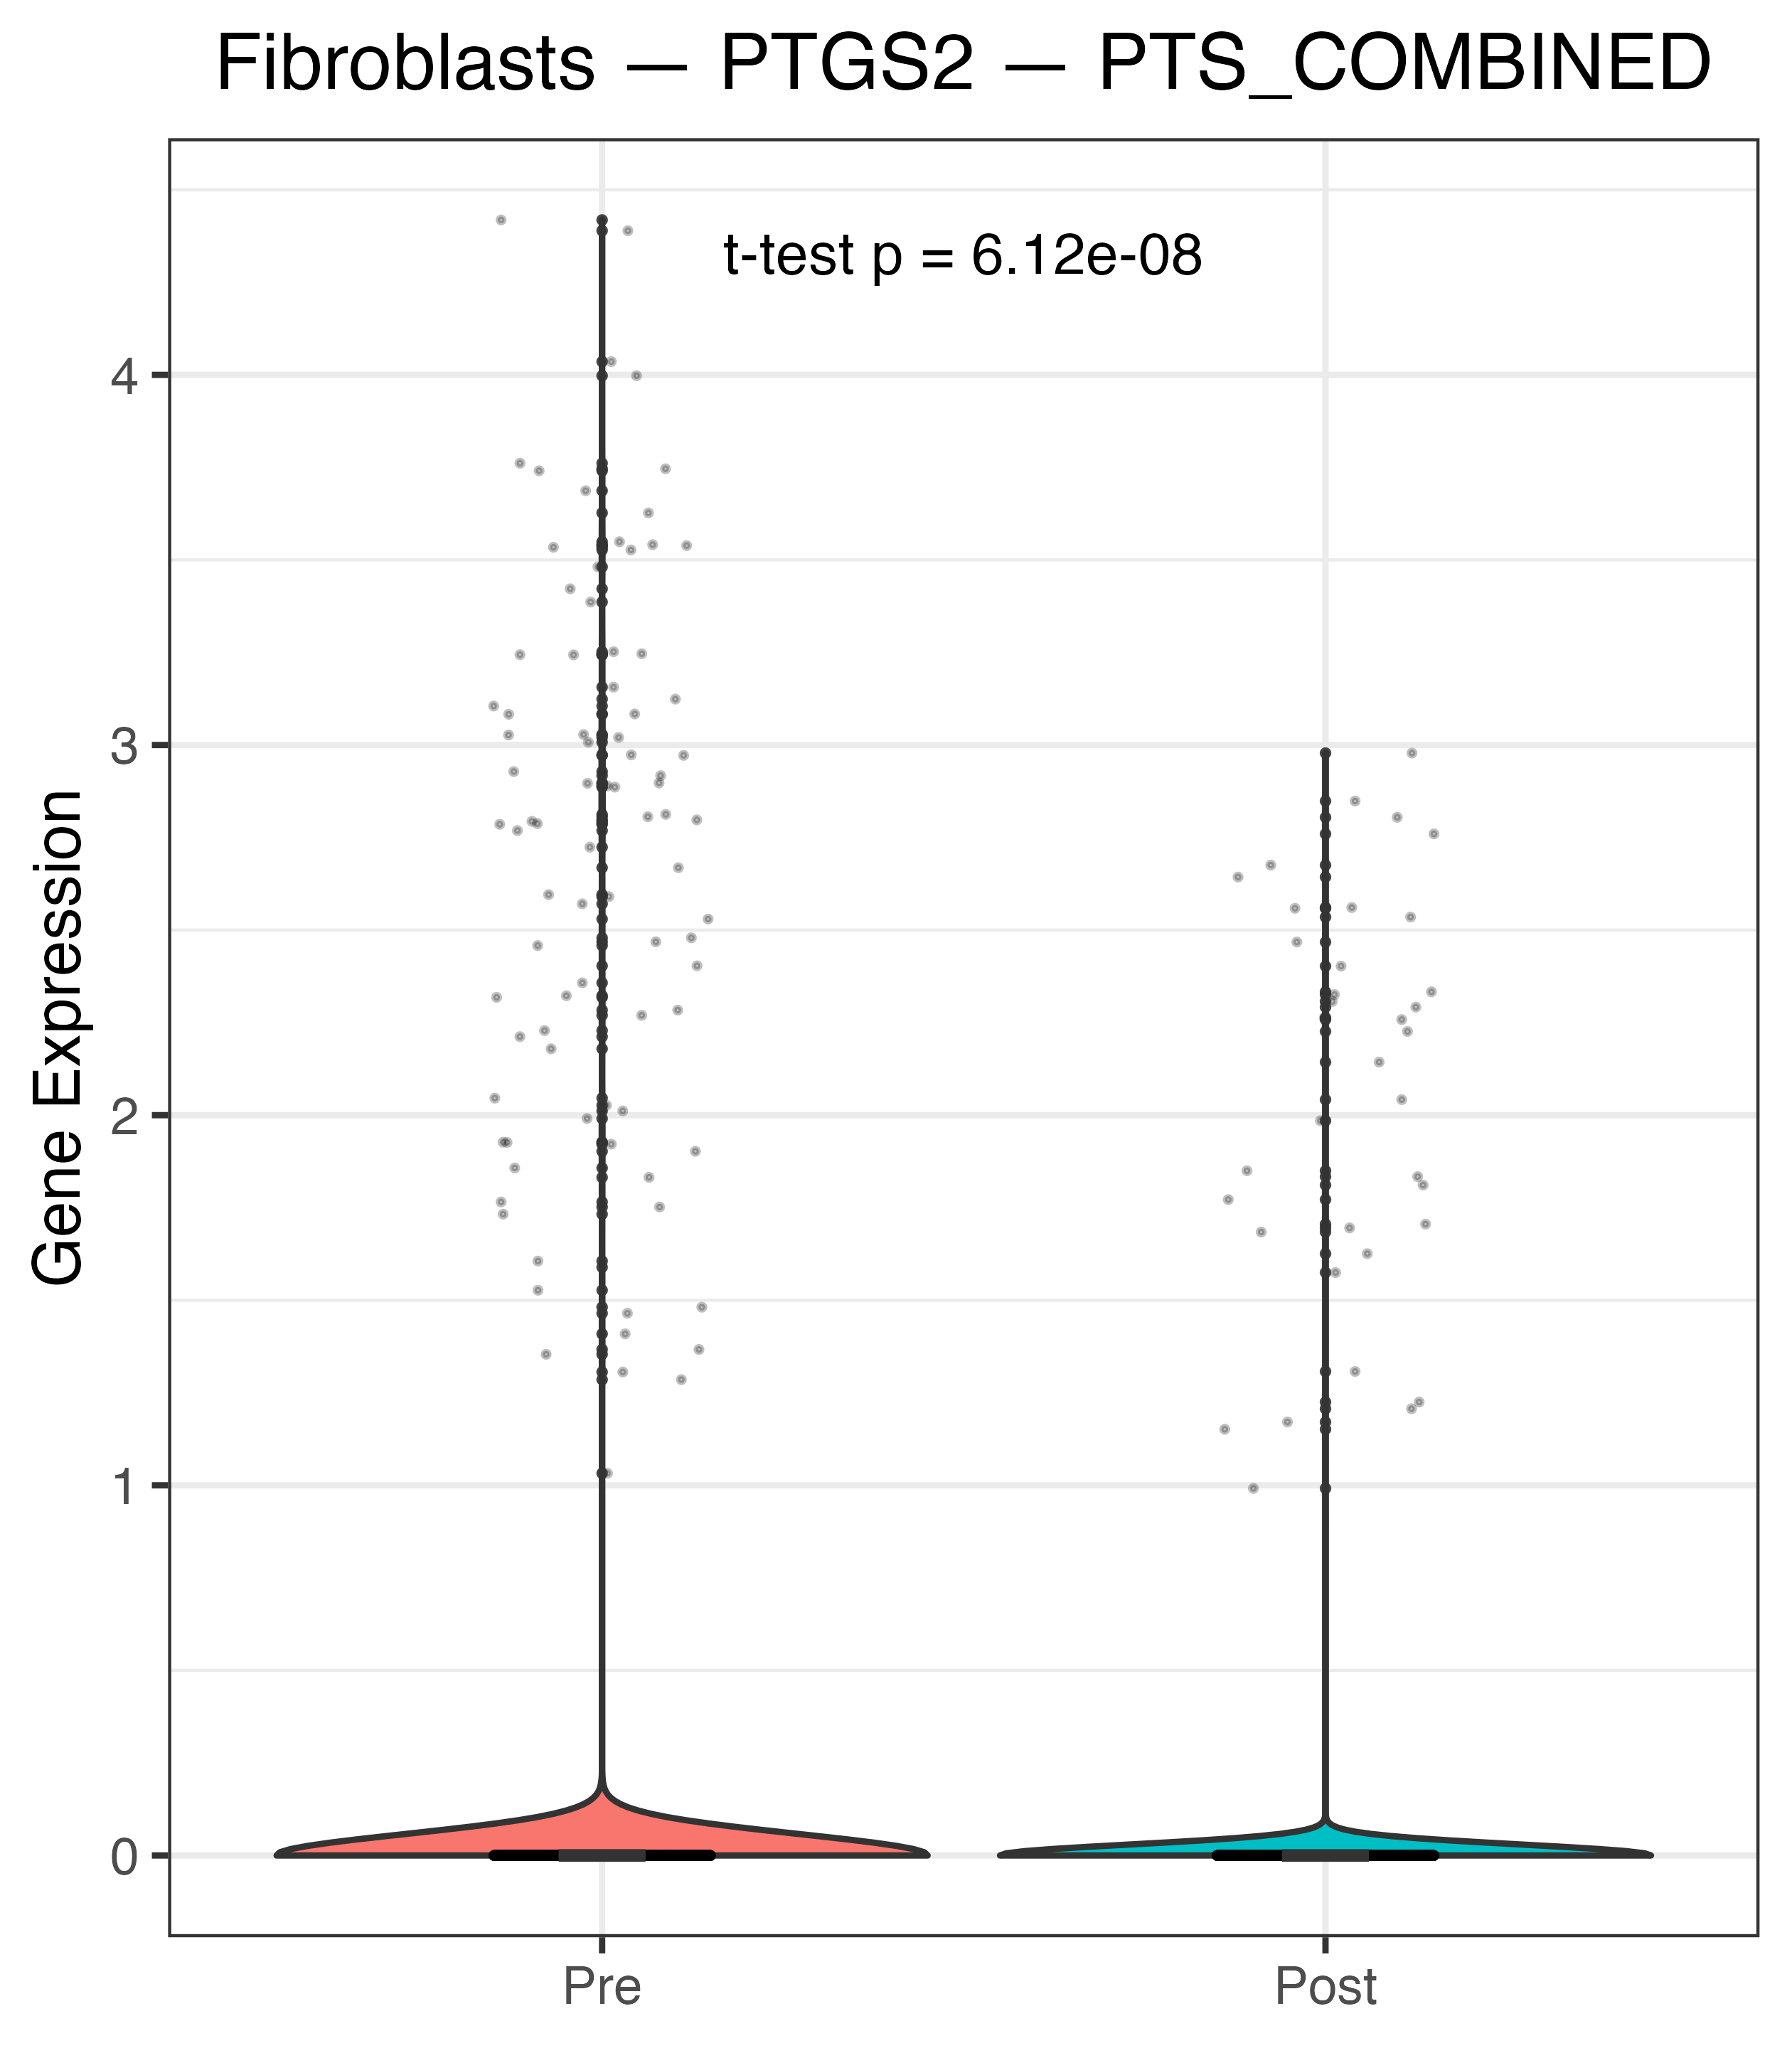 Fibroblasts — PTGS2 — PTS_COMBINED
t-test p = 6.12e-08
Gene Expression
4
3
2
1
0
Pre Post